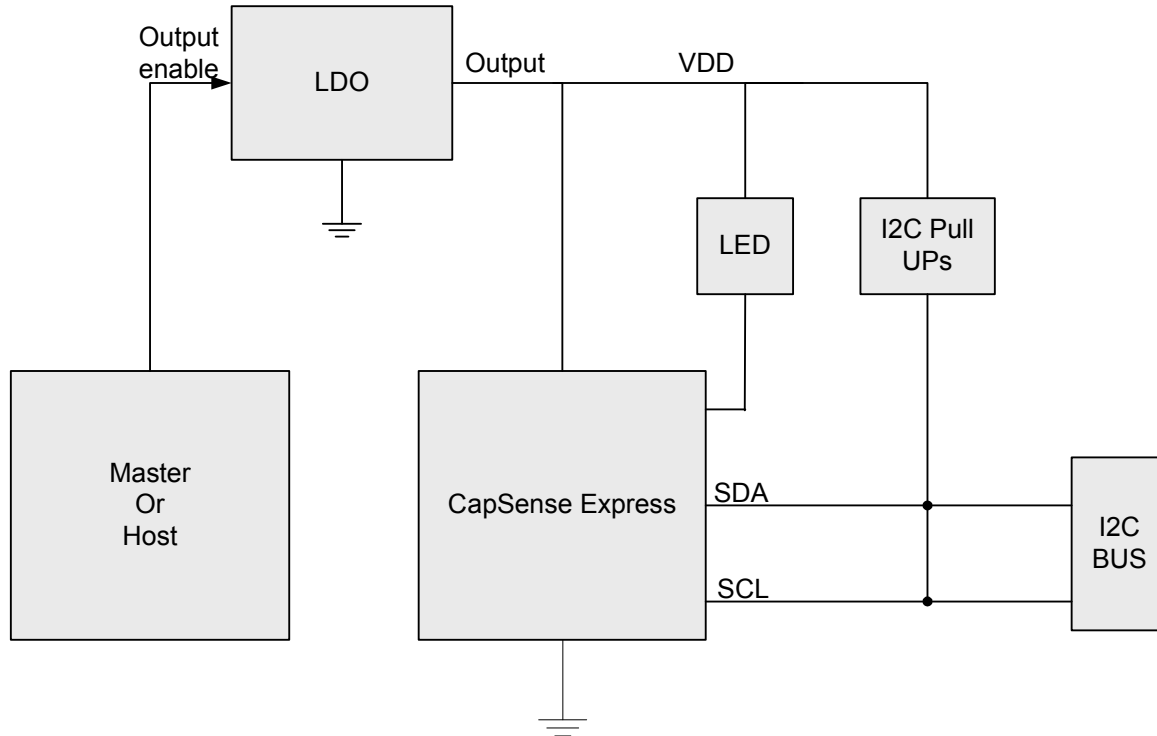 Output
enable
LDO
Output
VDD
LED
I2C Pull
UPs
Master
Or
Host
CapSense Express
SDA
SCL
I2C
BUS